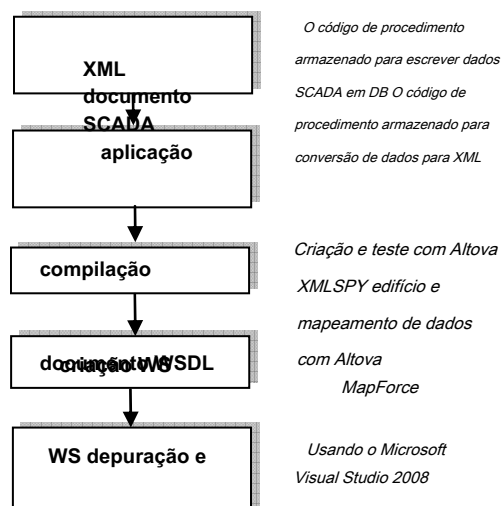 O código de procedimento
armazenado para escrever dados
SCADA em DB O código de
procedimento armazenado para
conversão de dados para XML
XML
documento
SCADA
aplicação
Criação e teste com Altova
XMLSPY edifício e
mapeamento de dados
com Altova
MapForce
compilação
documento WSDL
criação WS
Usando o Microsoft
Visual Studio 2008
WS depuração e